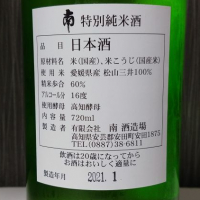 南 特別純米酒
品目 日本酒
原材料名 米(国産)、米こうじ(国産米)
使用米 愛媛県産 松山三井100%
精米歩合 60%
アルコール分 16度
使用酵母 高知酵母
内容量 720ml
製造者 有限会社 南 酒造場
高知県安芸郡安田町安田1875
TEL.(0887)38-6811
飲酒は20歳になってから
お酒はおいしく適量に
製造年月 2021. 1